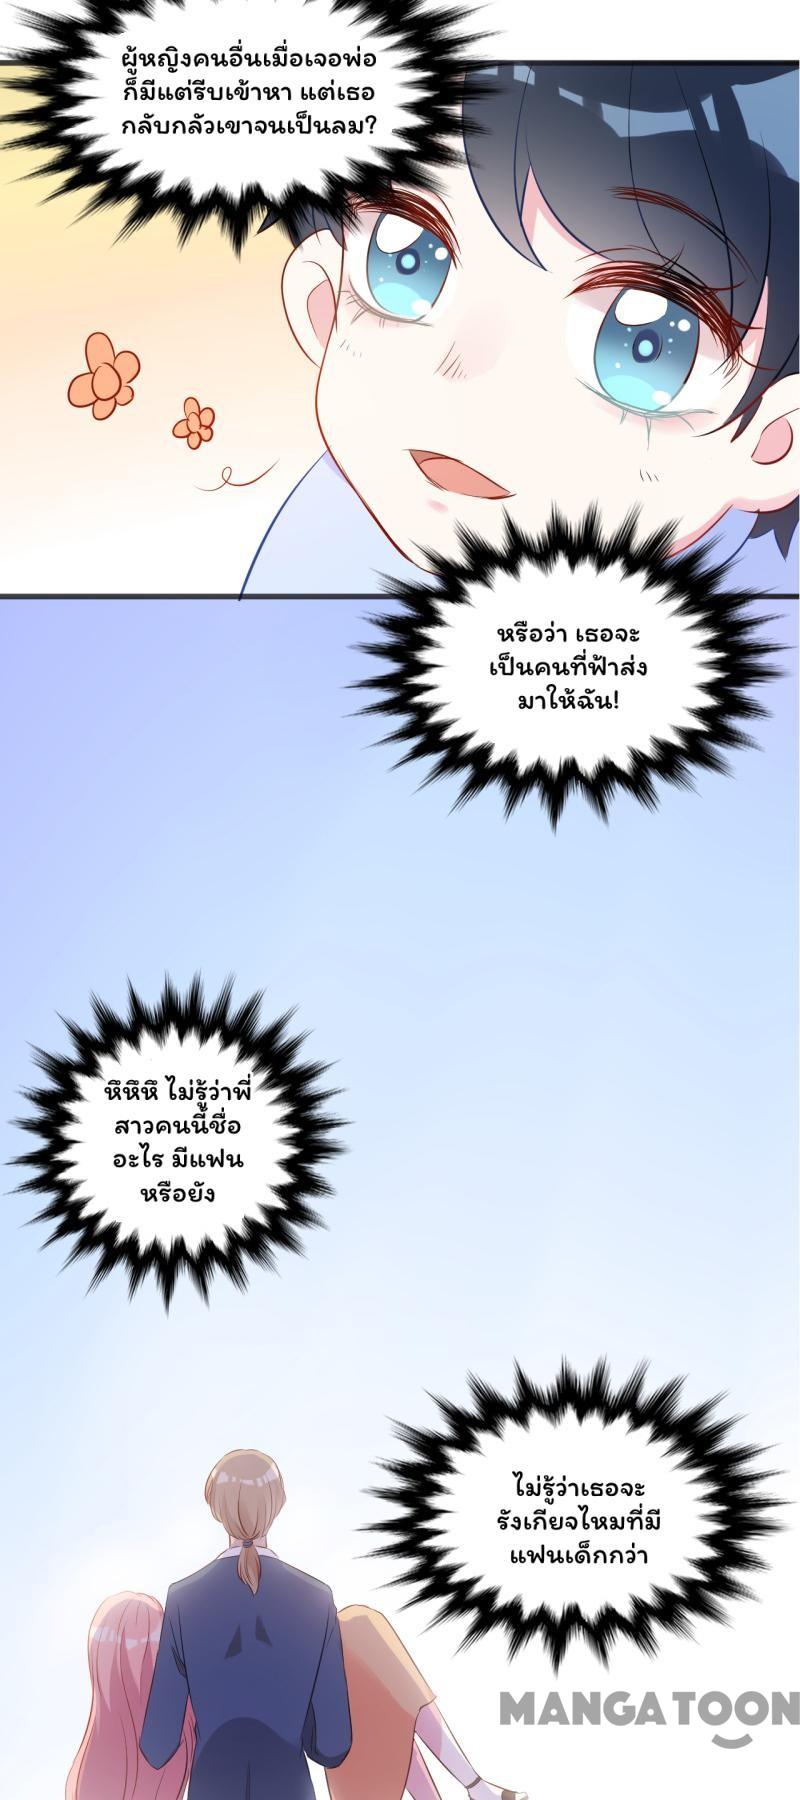 ผู้หญิงคนอื่นเมื่อเจอพ่อ
ก็มีแต่รีบเข้าหา แต่เธอ
กลับกลัวเขาจนเป็นลม?
หรือว่า เธอจะ
เป็นคนที่ฟ้าส่ง
มาให้ฉัน!
หึหึหึ ไม่รู้ว่าพี่
สาวคนนี้ชื่อ
อะไร มีแฟน
หรือยัง
ไม่รู้ว่าเธอจะ
รังเกียจไหมที่มี
แฟนเด็กกว่า
MANGATOON